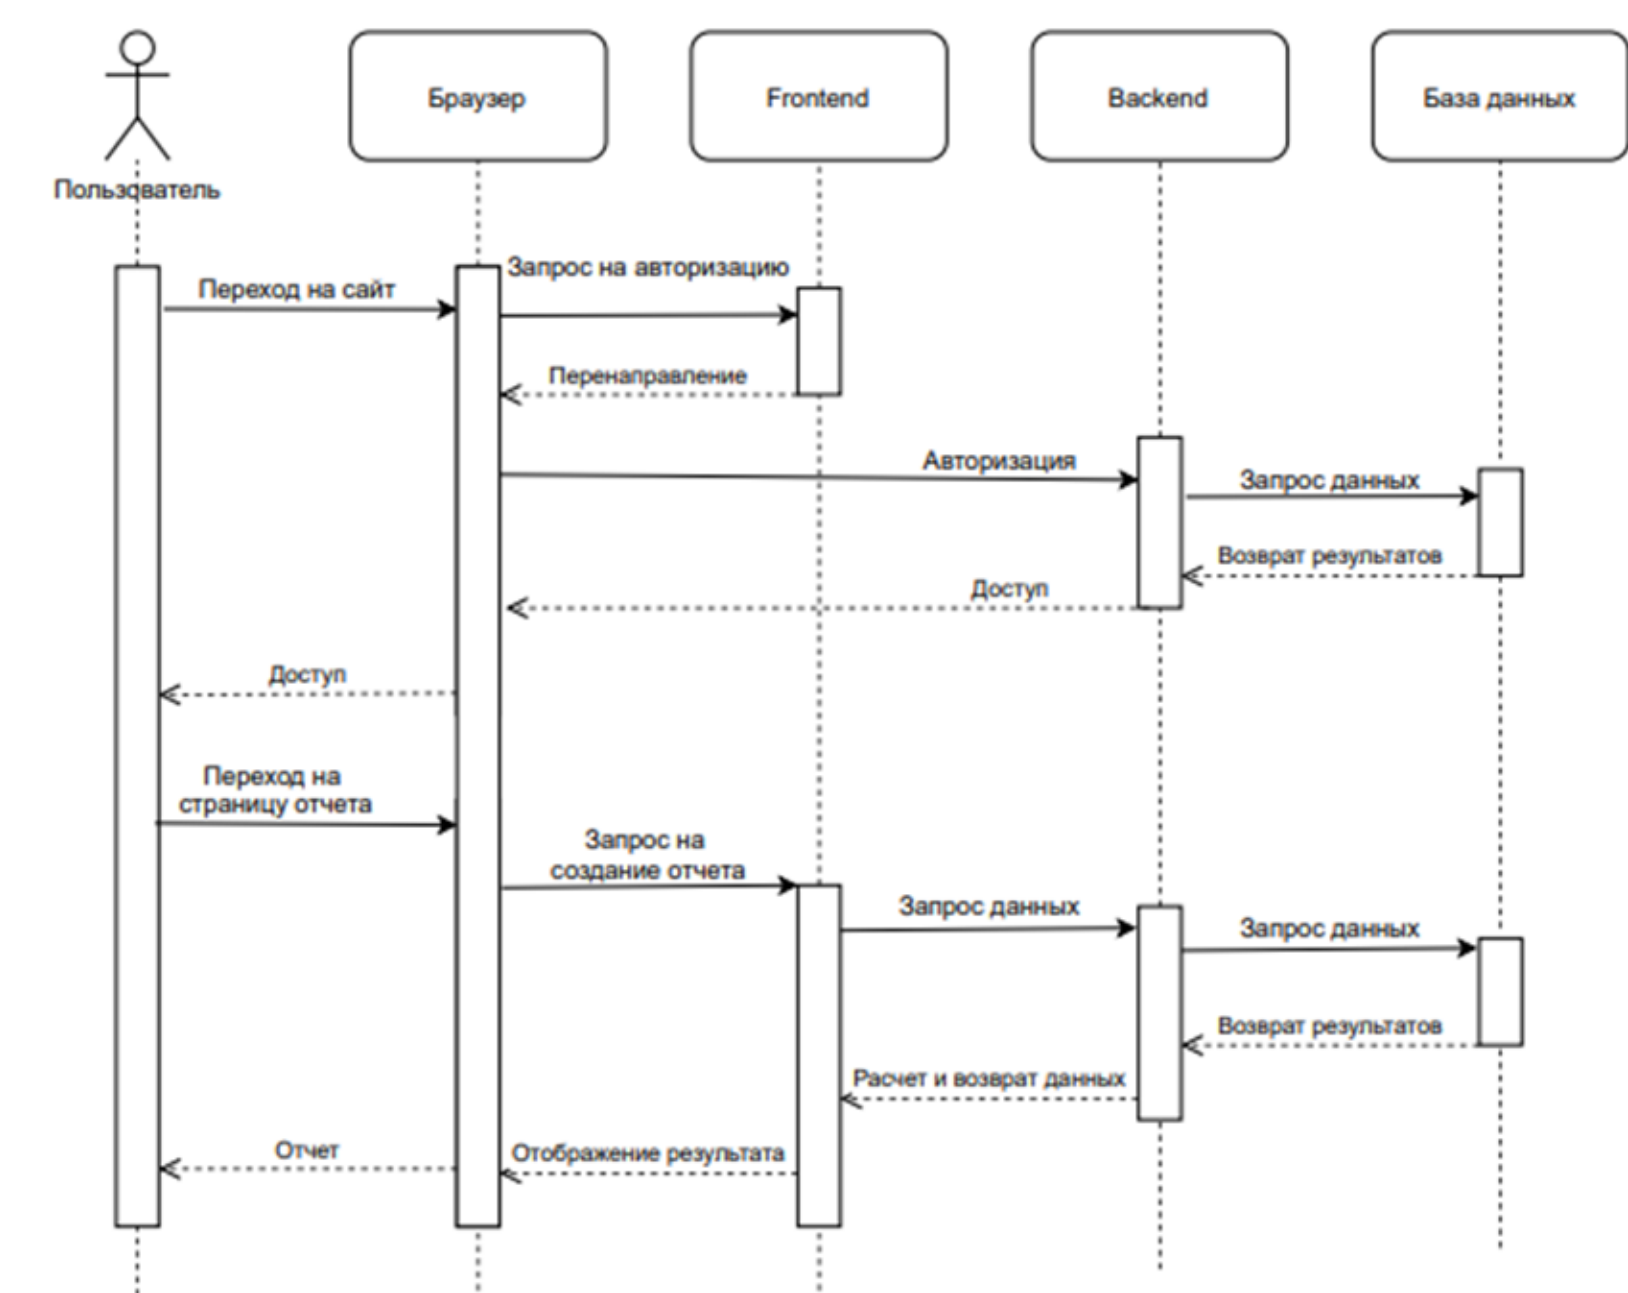 Браузер
Frontend
Backend
База данных
Пользователь
Запрос на авторизацию
Переход на сайт
Перенаправление
Авторизация
Запрос данных
Возврат результатов
Доступ
Доступ
Переход на
страницу отчета
Запрос на
создание отчета
Запрос данных
Запрос данных
Возврат результатов
Расчет и возврат данных
Отчет
Отображение результата